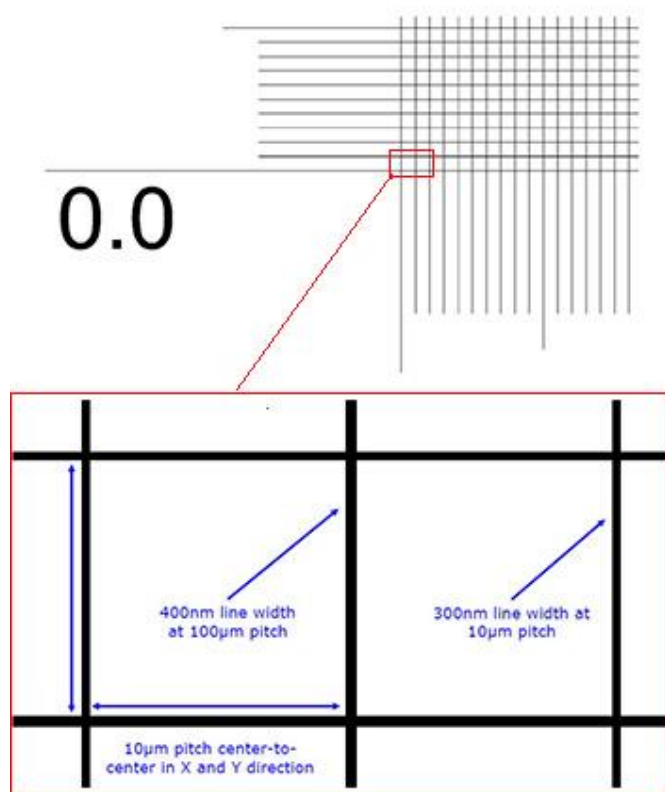 0.0
400nm line width
at 100µm pitch
300nm line width at
10µm pitch
10µm pitch center-to-
center in X and Y direction